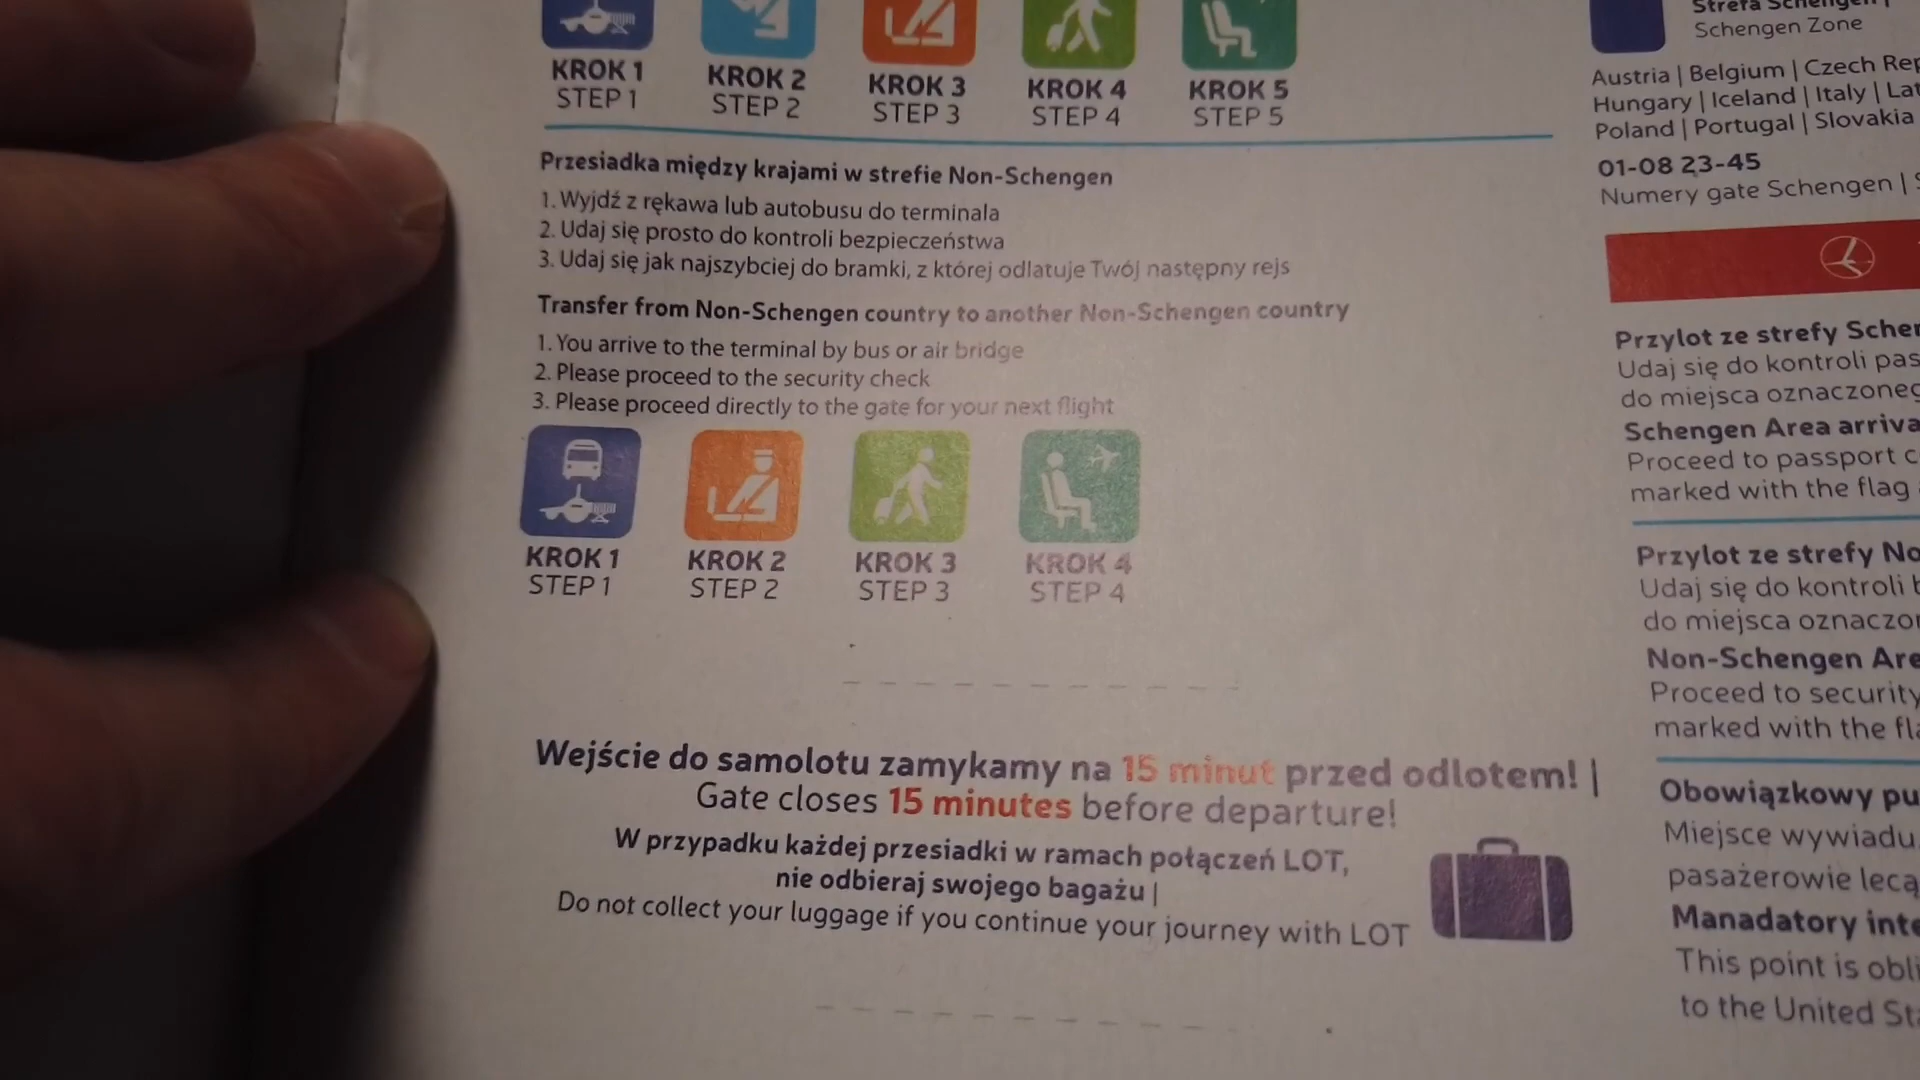 KROK 1
STEP 1
KROK 2
STEP 2
KROK 3
STEP 3
KROK 4
STEP 4
KROK 5
STEP 5
Przesiadka między krajami w strefie Non-Schengen
1. Wyjdź z rękawa lub autobusu do terminala
2. Udaj się prosto do kontroli bezpieczeństwa
3. Udaj się jak najszybciej do bramki, z której odlatuje Twój następny rejs
Transfer from Non-Schengen country to another Non-Schengen country
1. You arrive to the terminal by bus or air bridge
2. Please proceed to the security check
3. Please proceed directly to the gate for your next flight
KROK 1
STEP 1
KROK 2
STEP 2
KROK 3
STEP 3
KROK 4
STEP 4
Wejście do samolotu zamykamy na 15 minut przed odlotem! |
Gate closes 15 minutes before departure!
W przypadku każdej przesiadki w ramach połączeń LOT,
nie odbieraj swojego bagażu |
Do not collect your luggage if you continue your journey with LOT
Strefa Schengen |
Schengen Zone
Austria | Belgium | Czech
Hungary | Iceland | Italy |
Poland | Portugal | Slovakia
01-08 23-45
Numery gate Schengen |
Przylot ze strefy
Udaj się do kontroli
do miejsca
Schengen Area
Proceed to passport
marked with the flag
Przylot ze strefy
Udaj się do kontroli
do miejsca
Non-Schengen
Proceed to security
marked with the
Obowiązkowy
Miejsce wywiadu
pasażerowie
Manadatory
This point is
to the United